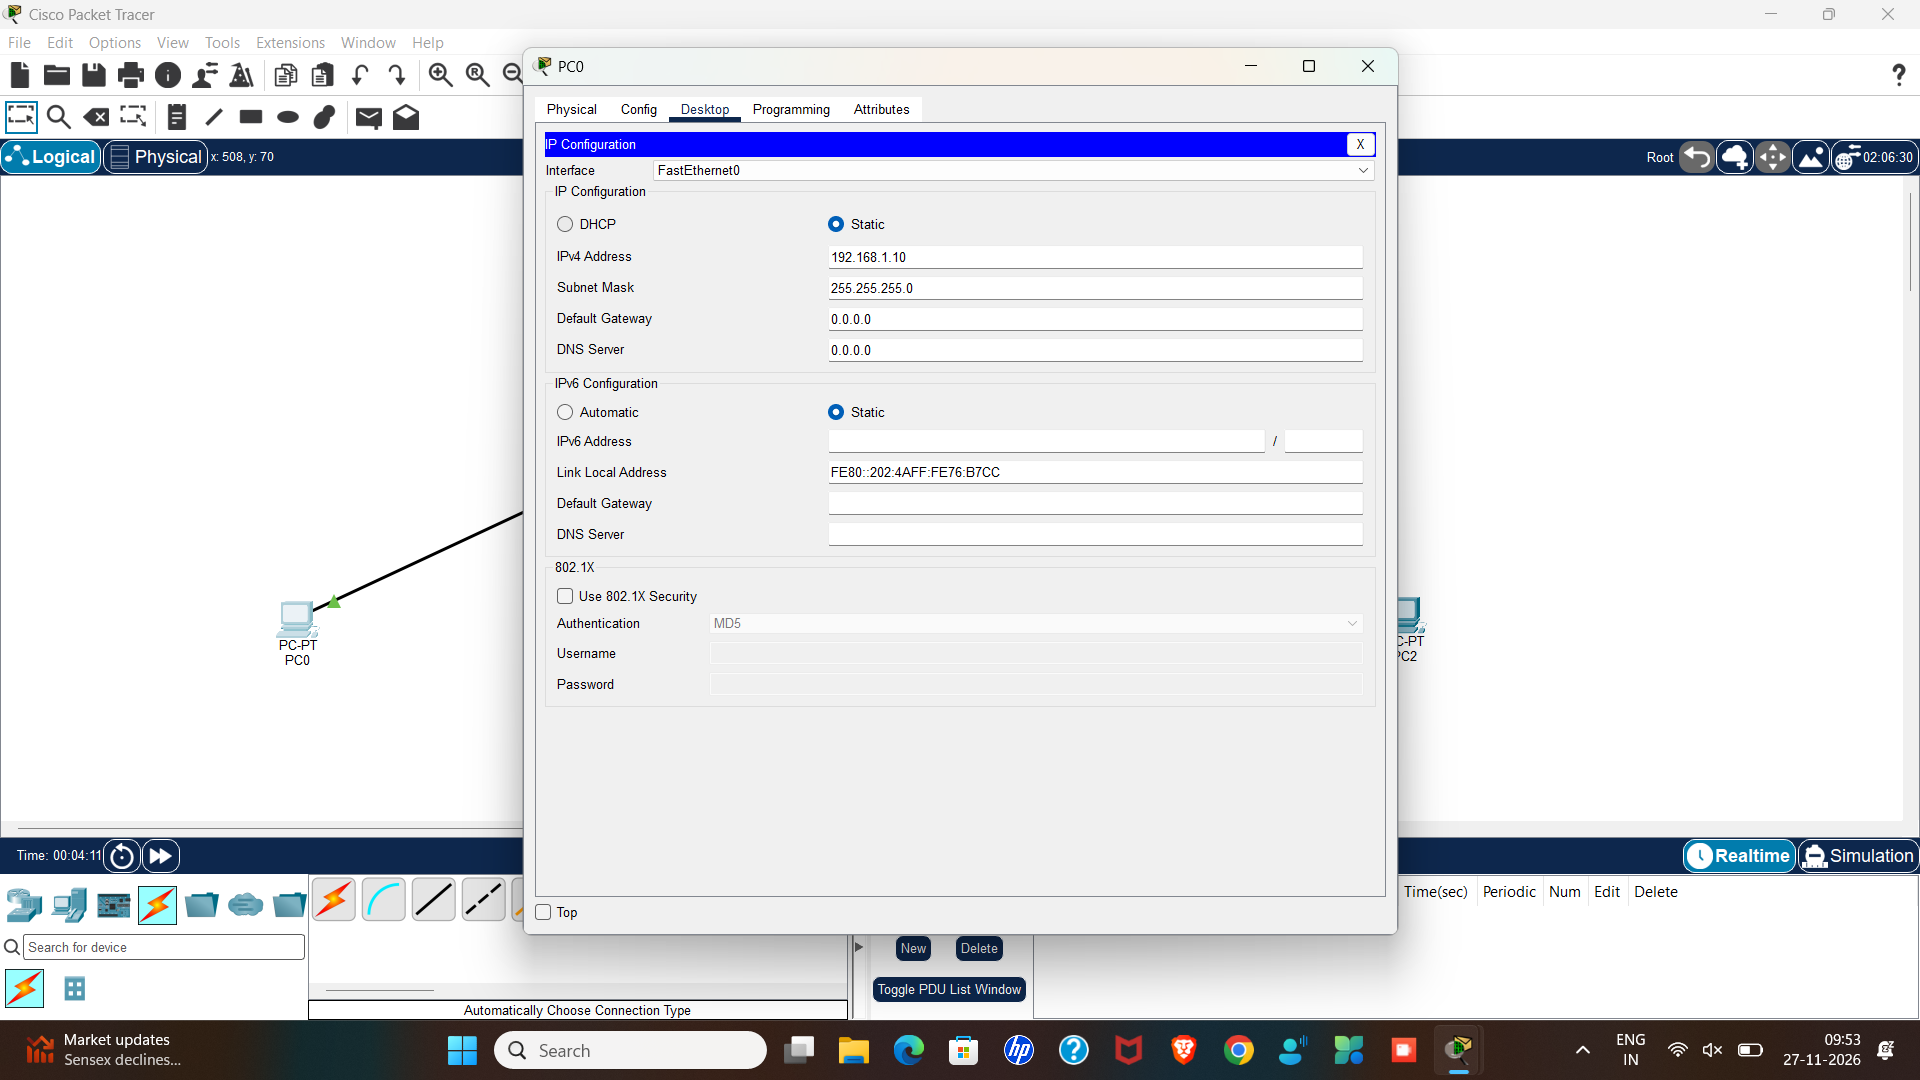 Cisco Packet Tracer
File Edit Options View Tools Extensions Window Help
PC0
Physical Config Desktop Programming Attributes
IP Configuration X
Interface FastEthernet0
IP Configuration
DHCP Static
IPv4 Address 192.168.1.10
Subnet Mask 255.255.255.0
Default Gateway 0.0.0.0
DNS Server 0.0.0.0
IPv6 Configuration
Automatic Static
IPv6 Address /
Link Local Address FE80::202:4AFF:FE76:B7CC
Default Gateway
DNS Server
802.1X
Use 802.1X Security
Authentication MD5
Username
Password
Top
Logical Physical x: 508, y: 70
Root 02:06:30
PC-PT
PC0
C-PT
PC2
Time: 00:04:11
Realtime Simulation
Search for device
Automatically Choose Connection Type
New Delete
Toggle PDU List Window
Time(sec) Periodic Num Edit Delete
Market updates
Sensex declines...
Search
hp
ENG
IN
09:53
27-11-2026